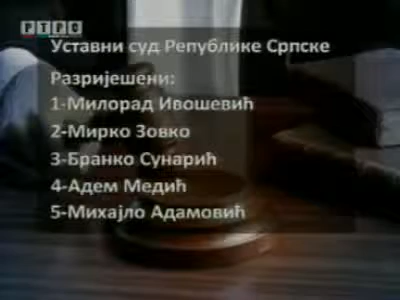 РТРС
Уставни суд Републике Српске
Разријешени:
1-Милорад Ивошевић
2-Мирко Зовко
3-Бранко Сунарић
4-Адем Медић
5-Михајло Адамовић